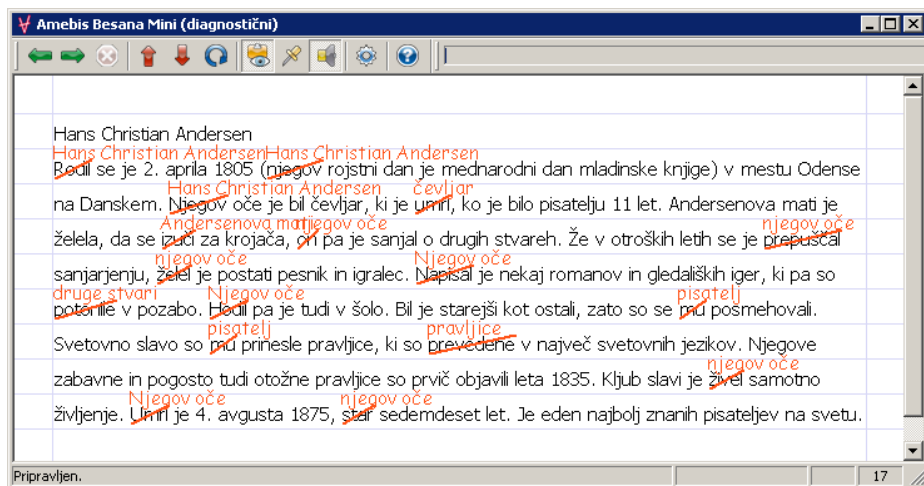 Amebis Besana Mini (diagnostični)
Hans Christian Andersen
Hans Christian Andersen Hans Christian Andersen
Rodil se je 2. aprila 1805 (njegov rojstni dan je mednarodni dan mladinske knjige) v mestu Odense
Hans Christian Andersen čevljar
na Danskem. Njegov oče je bil čevljar, ki je umrl, ko je bilo pisatelju 11 let. Andersenova mati je
Andersenova mati njegov oče njegov oče
želela, da se izuči za krojača, on pa je sanjal o drugih stvareh. Že v otroških letih se je prepuščal
njegov oče Njegov oče
sanjarjenju, želel je postati pesnik in igralec. Napisal je nekaj romanov in gledaliških iger, ki pa so
druge stvari Njegov oče pisatelj
potonile v pozabo. Hodil pa je tudi v šolo. Bil je starejši kot ostali, zato so se mu posmehovali.
pisatelj pravljice
Svetovno slavo so mu prinesle pravljice, ki so prevedene v največ svetovnih jezikov. Njegove
njegov oče
zabavne in pogosto tudi otožne pravljice so prvič objavili leta 1835. Kljub slavi je živel samotno
Njegov oče njegov oče
življenje. Umrl je 4. avgusta 1875, star sedemdeset let. Je eden najbolj znanih pisateljev na svetu.
Pripravljen. 17